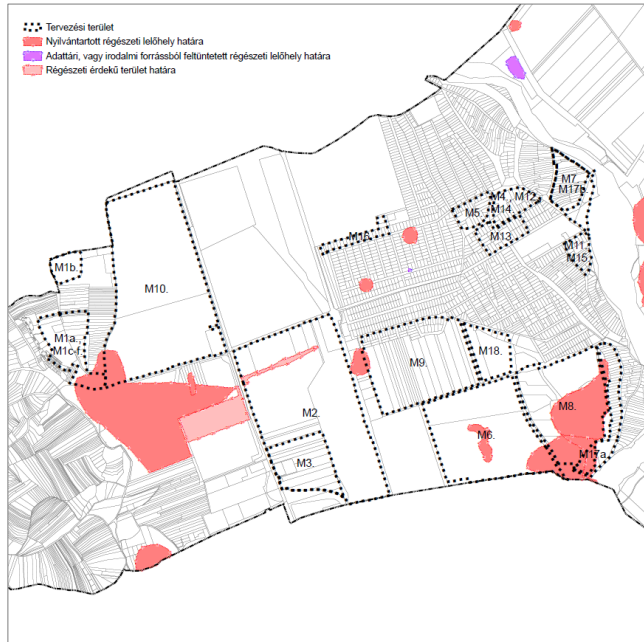 Tervezési terület
Nyilvántartott régészeti lelőhely határa
Adattári, vagy irodalmi forrásból feltüntetett régészeti lelőhely határa
Régészeti érdekű terület határa
M7.,
M17b.
M4., M12.,
M5.
M14.
M13.
M16.
M11.,
M15.
M1b.
M10.
M1a.,
M1c-f.
M9.
M18.
M2.
M8.
M6.
M3.
M17a.